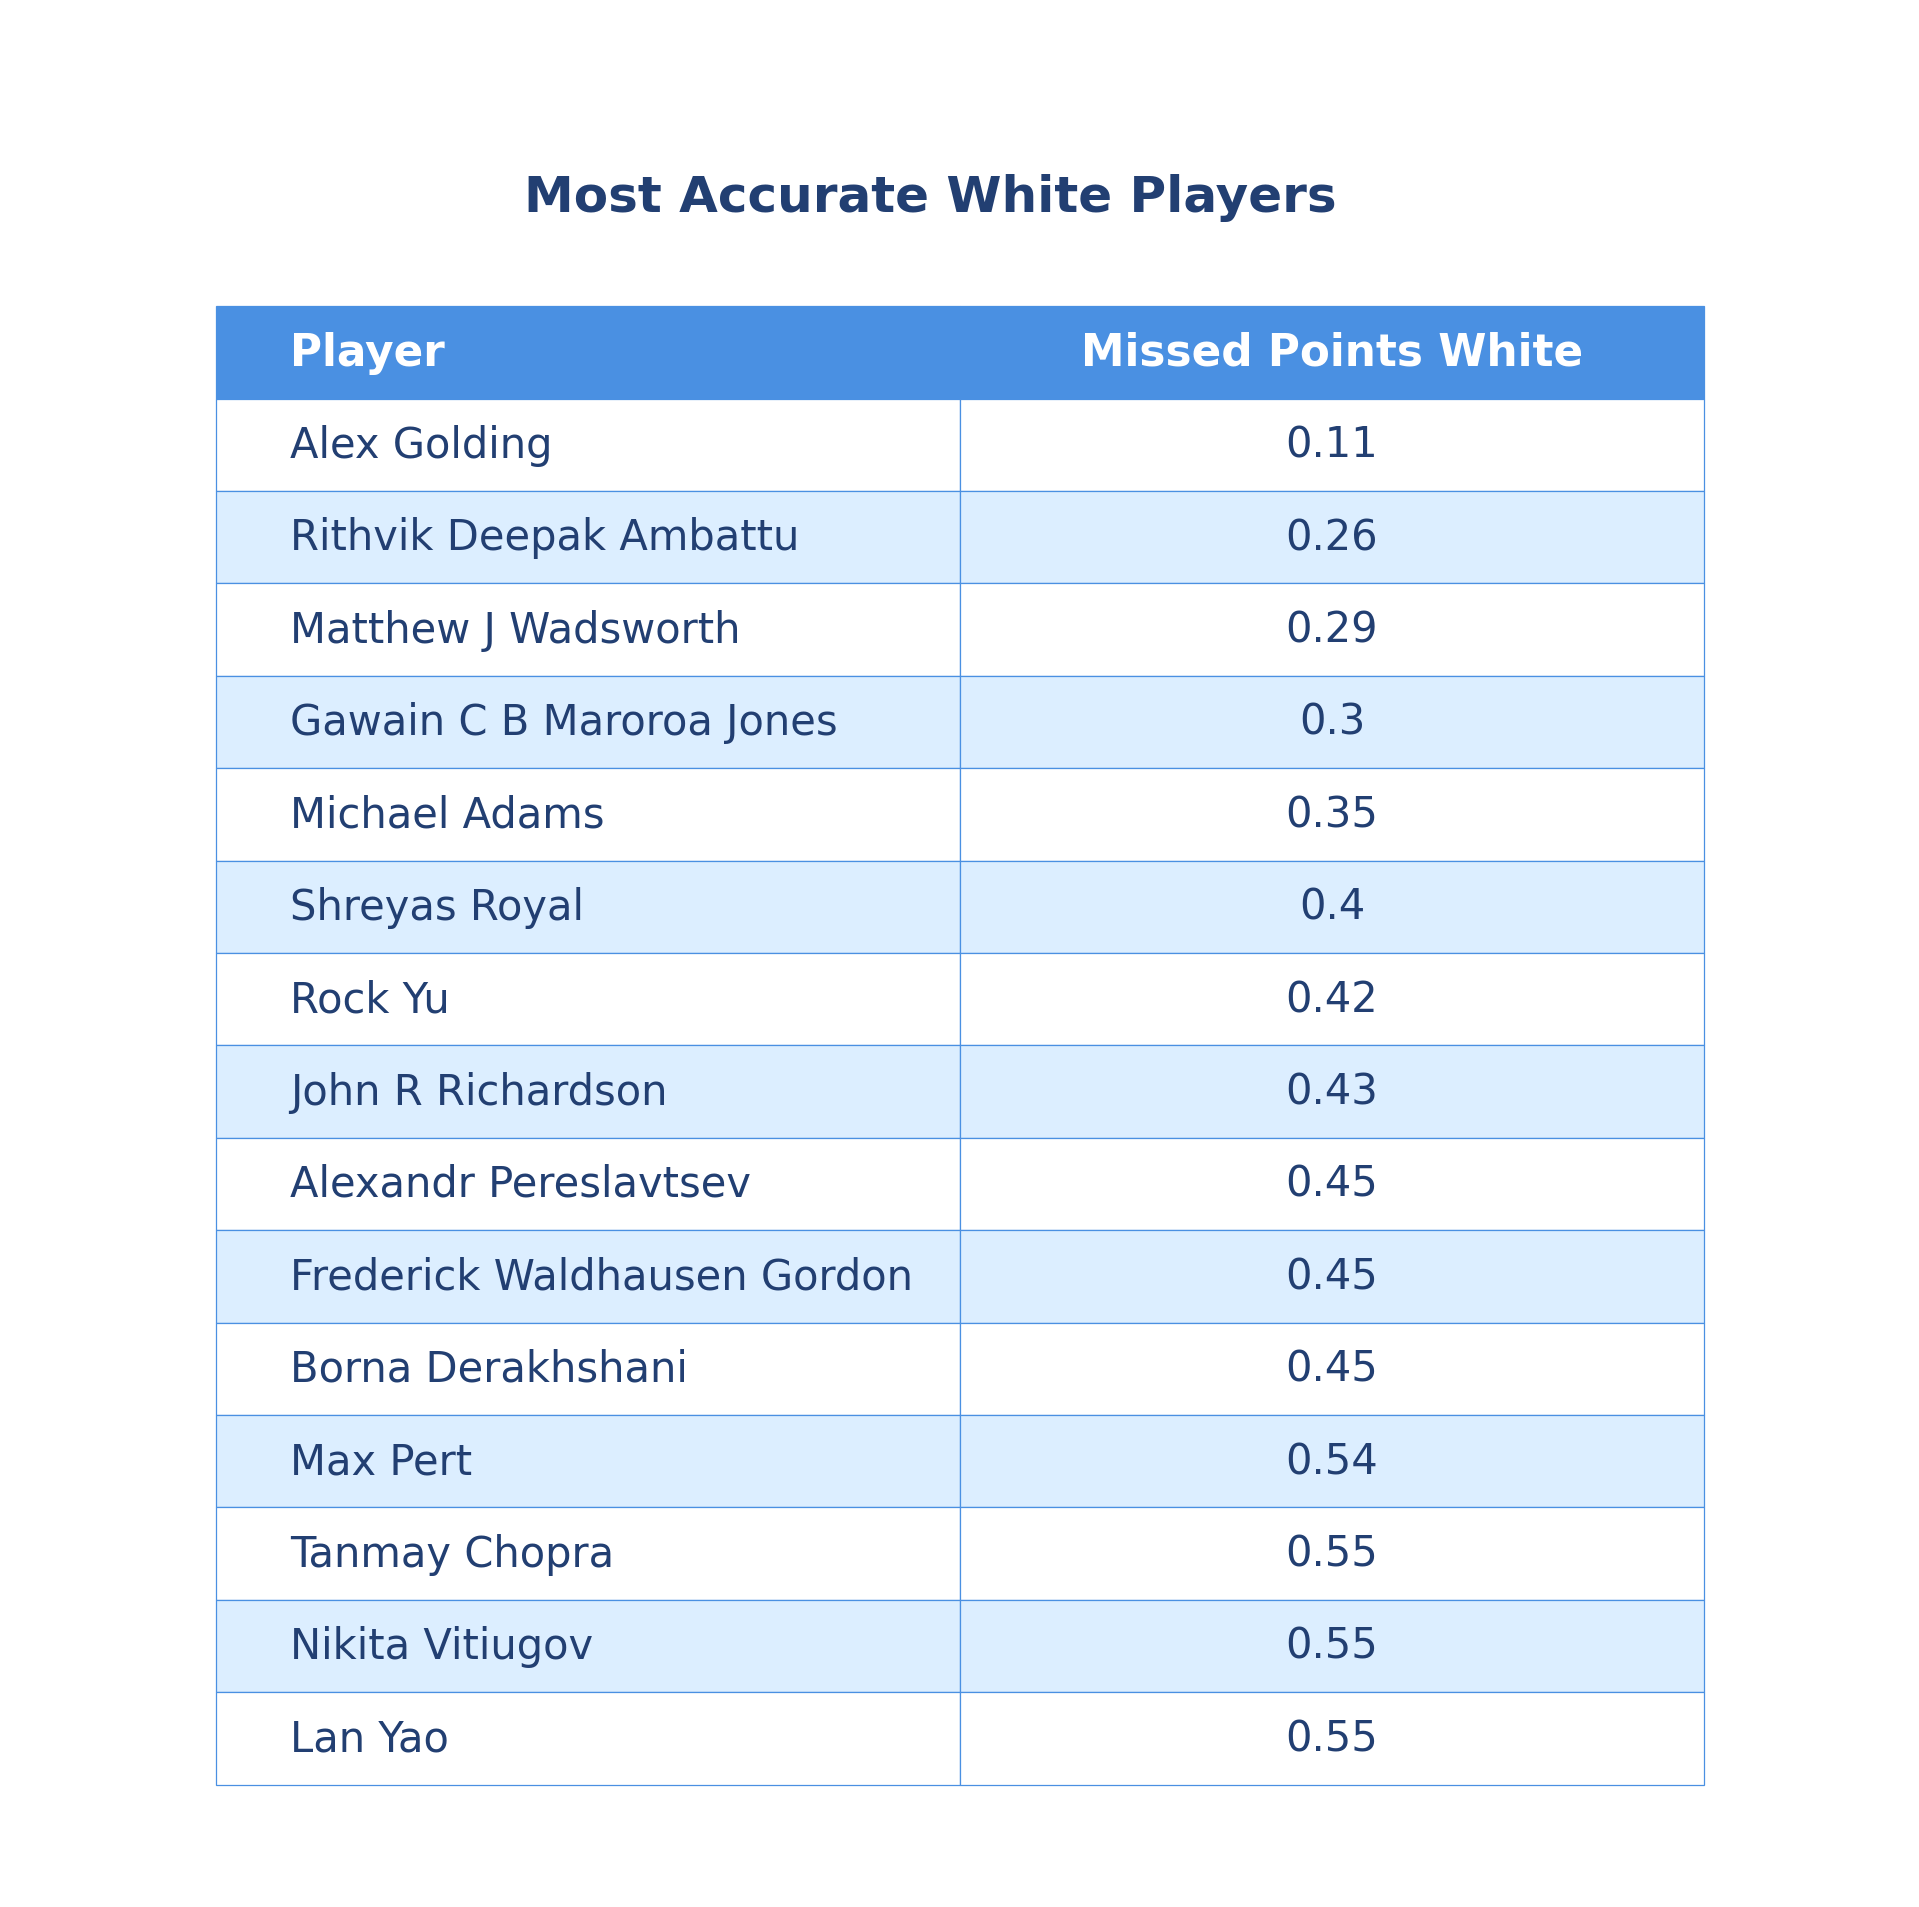 Most Accurate White Players
Player Missed Points White
Alex Golding 0.11
Rithvik Deepak Ambattu 0.26
Matthew J Wadsworth 0.29
Gawain C B Maroroa Jones 0.3
Michael Adams 0.35
Shreyas Royal 0.4
Rock Yu 0.42
John R Richardson 0.43
Alexandr Pereslavtsev 0.45
Frederick Waldhausen Gordon 0.45
Borna Derakhshani 0.45
Max Pert 0.54
Tanmay Chopra 0.55
Nikita Vitiugov 0.55
Lan Yao 0.55